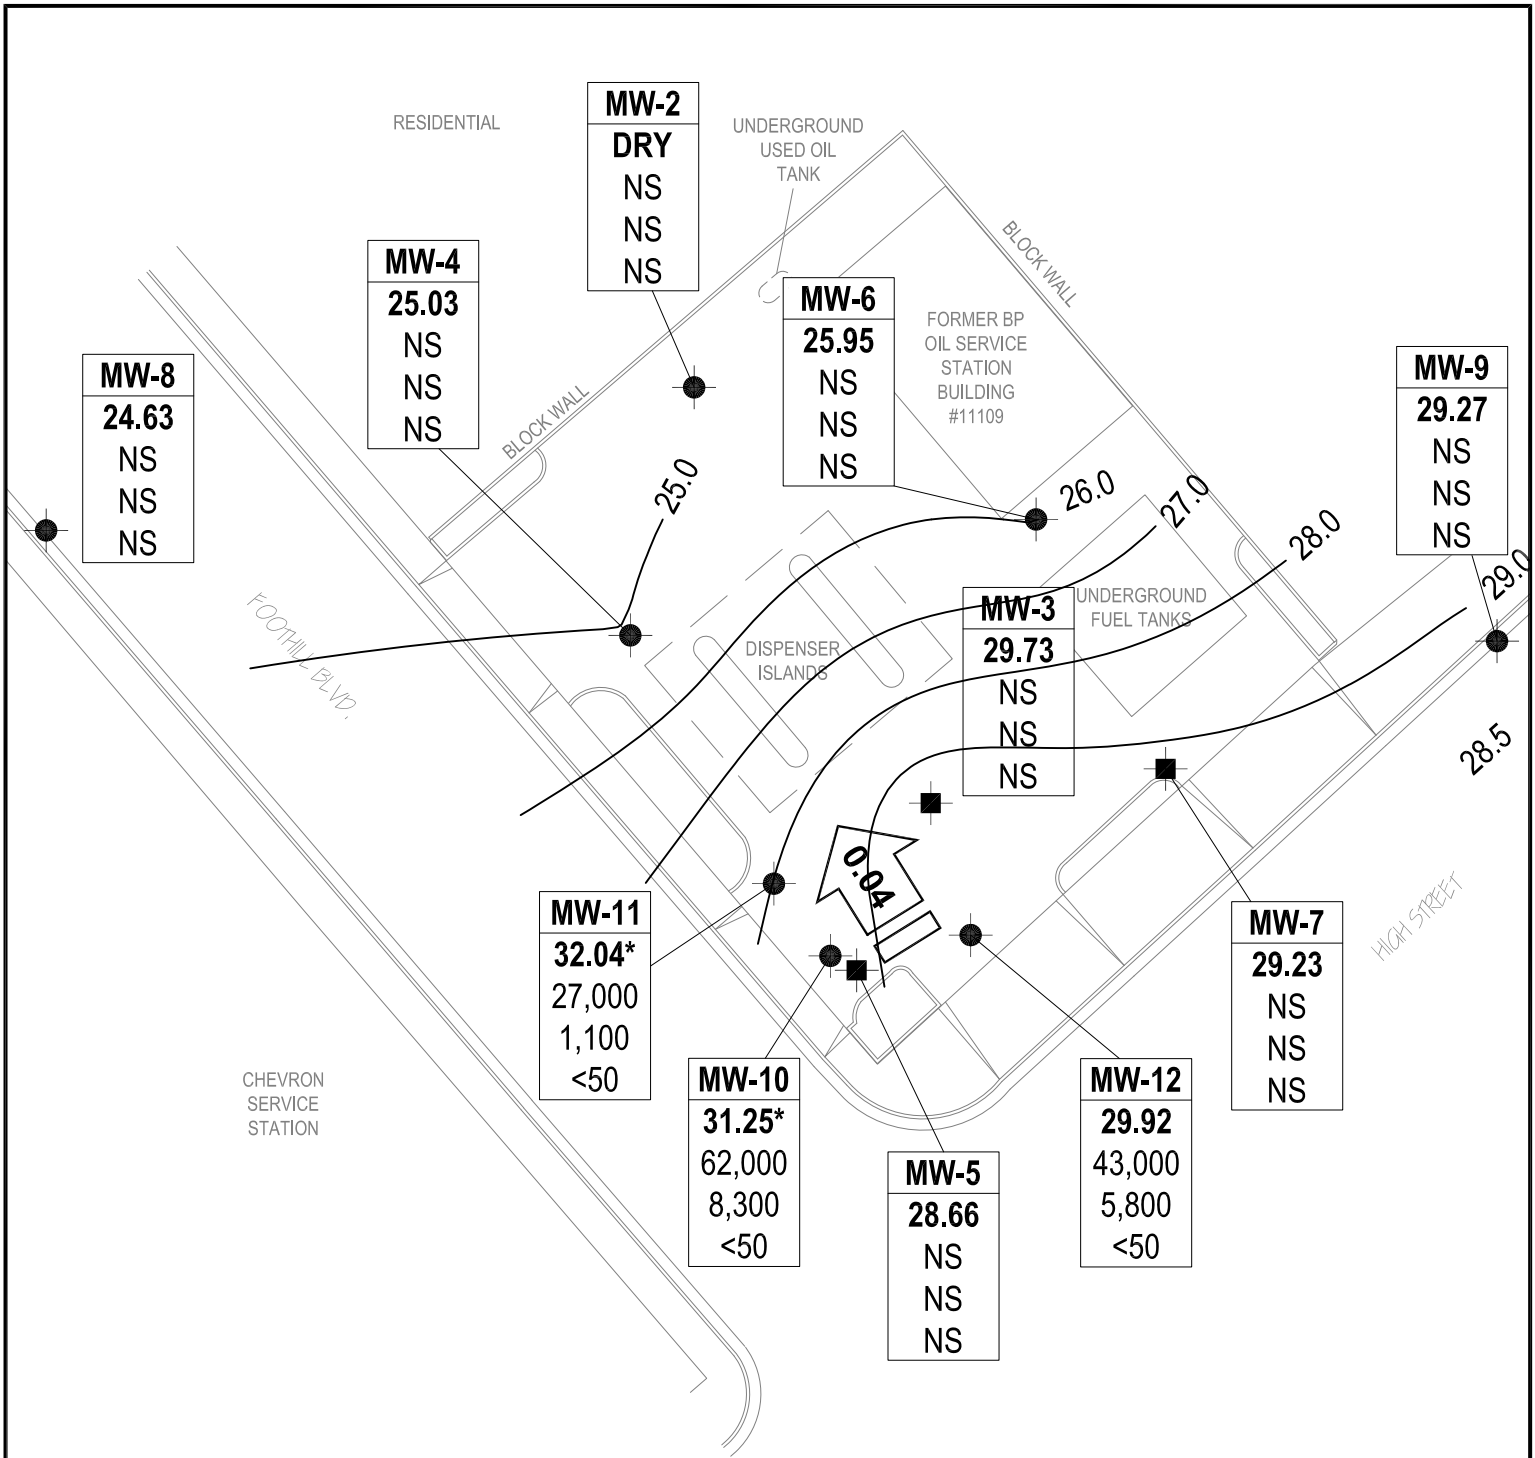 RESIDENTIAL
MW-2
DRY
NS
NS
NS
UNDERGROUND
USED OIL
TANK
BLOCK WALL
MW-4
25.03
NS
NS
NS
MW-6
25.95
NS
NS
NS
FORMER BP
OIL SERVICE
STATION
BUILDING
#11109
MW-8
24.63
NS
NS
NS
MW-9
29.27
NS
NS
NS
BLOCK WALL
25.0
26.0
27.0
28.0
29.0
28.5
FOOTHILL BLVD.
DISPENSER
ISLANDS
MW-3
29.73
NS
NS
NS
UNDERGROUND
FUEL TANKS
0.04
HIGH STREET
MW-11
32.04*
27,000
1,100
<50
MW-7
29.23
NS
NS
NS
CHEVRON
SERVICE
STATION
MW-10
31.25*
62,000
8,300
<50
MW-12
29.92
43,000
5,800
<50
MW-5
28.66
NS
NS
NS